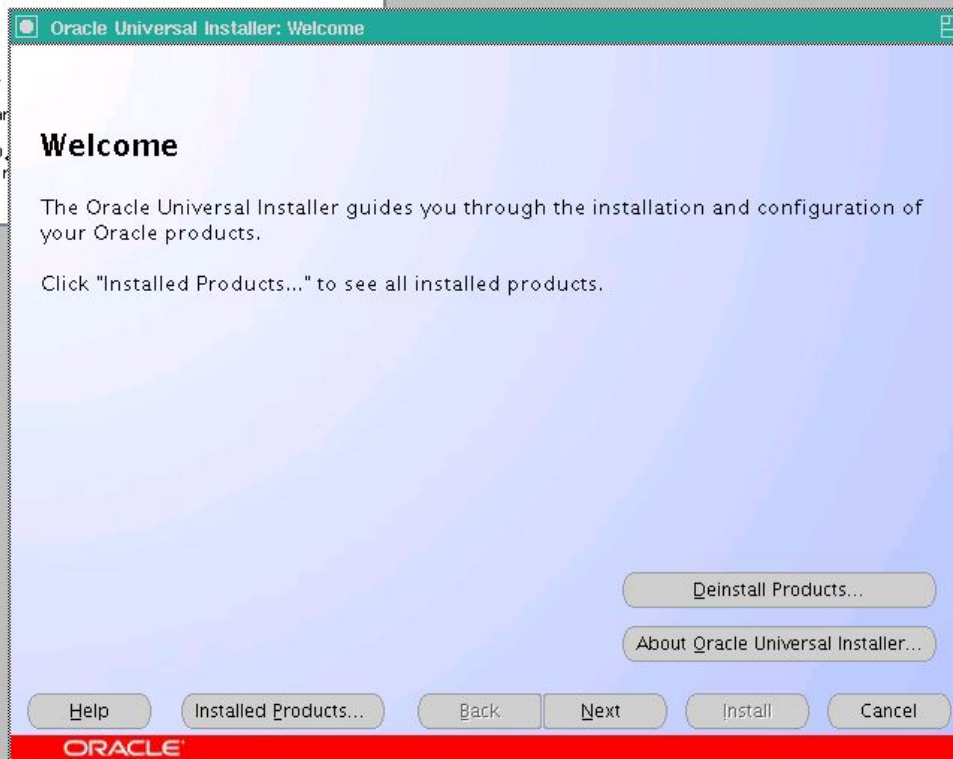 Oracle Universal Installer: Welcome
Welcome
The Oracle Universal Installer guides you through the installation and configuration of
your Oracle products.
Click "Installed Products..." to see all installed products.
Deinstall Products...
About Oracle Universal Installer...
Help Installed Products... Back Next Install Cancel
ORACLE